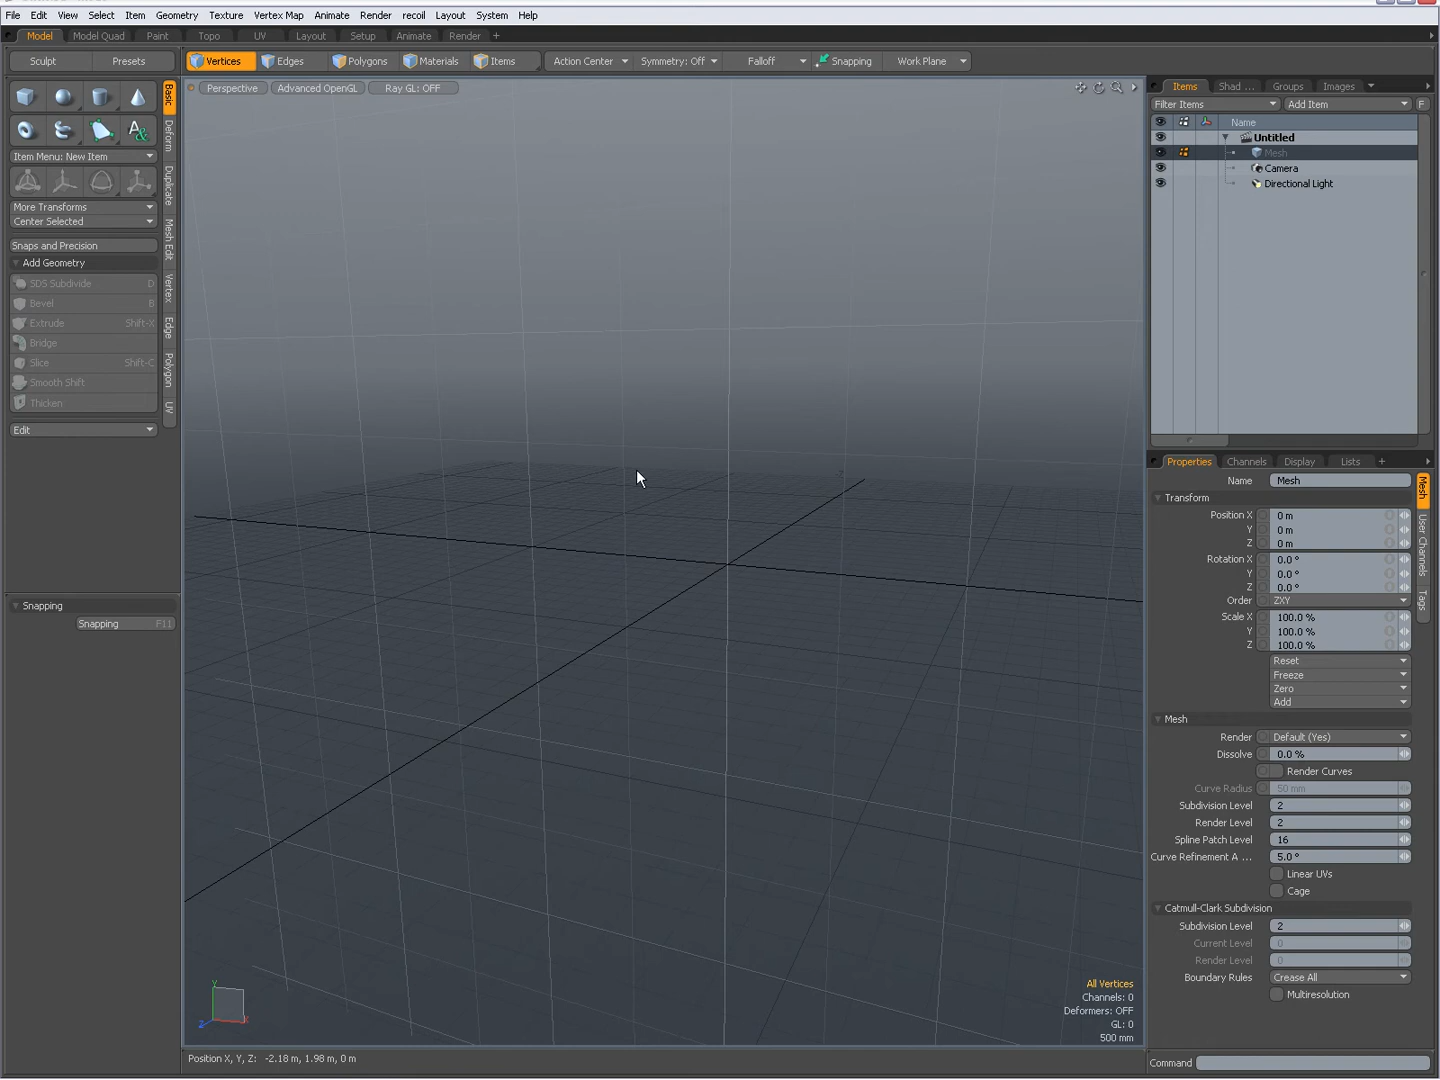 File Edit View Select Item Geometry Texture Vertex Map Animate Render recoil Layout System Help
Model Model Quad Paint Topo UV Layout Setup Animate Render +
Sculpt Presets Vertices Edges Polygons Materials Items Action Center Symmetry: Off Falloff Snapping Work Plane
Perspective Advanced OpenGL Ray GL: OFF
Items Shad ... Groups Images
Filter Items Add Item F
Name
Untitled
Mesh
Camera
Directional Light
Basic
Deform
Duplicate
Mesh Edit
Vertex
Edge
Polygon
UV
Item Menu: New Item
More Transforms
Center Selected
Snaps and Precision
Add Geometry
SDS Subdivide D
Bevel B
Extrude Shift-X
Bridge
Slice Shift-C
Smooth Shift
Thicken
Edit
Snapping
Snapping F11
Properties Channels Display Lists +
Name Mesh
Transform
Position X 0 m
Y 0 m
Z 0 m
Rotation X 0.0 °
Y 0.0 °
Z 0.0 °
Order ZXY
Scale X 100.0 %
Y 100.0 %
Z 100.0 %
Reset
Freeze
Zero
Add
Mesh
Render Default (Yes)
Dissolve 0.0 %
Render Curves
Curve Radius 50 mm
Subdivision Level 2
Render Level 2
Spline Patch Level 16
Curve Refinement A ... 5.0 °
Linear UVs
Cage
Catmull-Clark Subdivision
Subdivision Level 2
Current Level 0
Render Level 0
Boundary Rules Crease All
Multiresolution
Mesh
User Channels
Tags
Y
Z X
All Vertices
Channels: 0
Deformers: OFF
GL: 0
500 mm
Position X, Y, Z: -2.18 m, 1.98 m, 0 m
Command